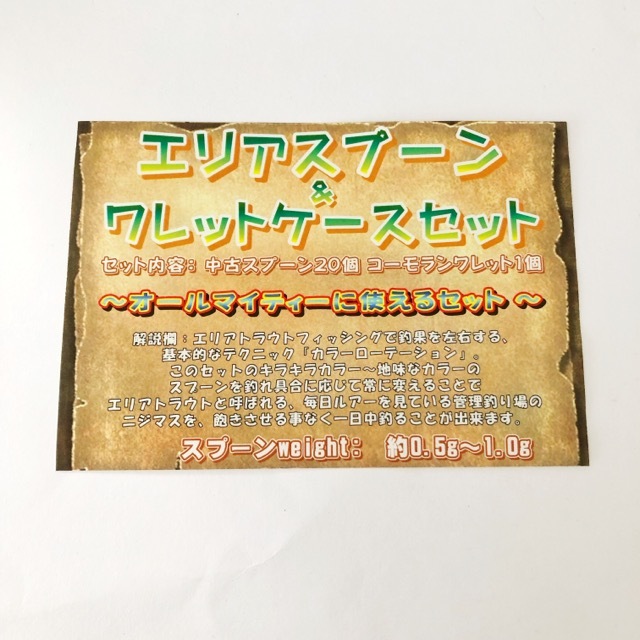 エリアスプーン
&
ワレットケースセット
セット内容：中古スプーン20個 コーモランワレット1個
〜オールマイティーに使えるセット 〜
解説欄：エリアトラウトフィッシングで釣果を左右する、
基本的なテクニック「カラーローテーション」。
このセットのキラキラカラー〜地味なカラーの
スプーンを釣れ具合に応じて常に変えることで
エリアトラウトと呼ばれる、毎日ルアーを見ている管理釣り場の
ニジマスを、飽きさせる事なく一日中釣ることが出来ます。
スプーンweight： 約0.5g〜1.0g